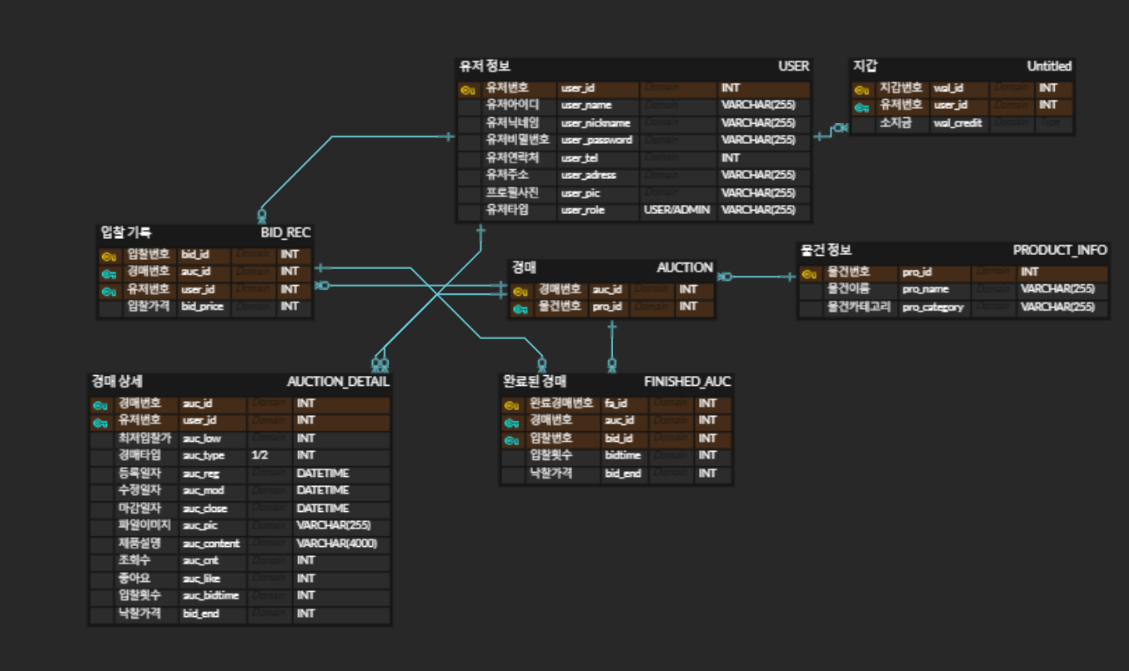 유저 정보 USER
유저번호 user_id Domain INT
유저아이디 user_name Domain VARCHAR(255)
유저닉네임 user_nickname Domain VARCHAR(255)
유저비밀번호 user_password Domain VARCHAR(255)
유저연락처 user_tel Domain INT
유저주소 user_adress Domain VARCHAR(255)
프로필사진 user_pic Domain VARCHAR(255)
유저타입 user_role USER/ADMIN VARCHAR(255)
지갑 Untitled
지갑번호 wal_id Domain INT
유저번호 user_id Domain INT
소지금 wal_credit Domain
입찰 기록 BID_REC
입찰번호 bid_id Domain INT
경매번호 auc_id Domain INT
유저번호 user_id Domain INT
입찰가격 bid_price Domain INT
경매 AUCTION
경매번호 auc_id Domain INT
물건번호 pro_id Domain INT
물건 정보 PRODUCT_INFO
물건번호 pro_id Domain INT
물건이름 pro_name Domain VARCHAR(255)
물건카테고리 pro_category Domain VARCHAR(255)
경매 상세 AUCTION_DETAIL
경매번호 auc_id Domain INT
유저번호 user_id Domain INT
최저입찰가 auc_low Domain INT
경매타입 auc_type 1/2 INT
등록일자 auc_reg Domain DATETIME
수정일자 auc_mod Domain DATETIME
마감일자 auc_close Domain DATETIME
파일이미지 auc_pic Domain VARCHAR(255)
제품설명 auc_content Domain VARCHAR(4000)
조회수 auc_cnt Domain INT
좋아요 auc_like Domain INT
입찰횟수 auc_bidtime Domain INT
낙찰가격 bid_end Domain INT
완료된 경매 FINISHED_AUC
완료경매번호 fa_id Domain INT
경매번호 auc_id Domain INT
입찰번호 bid_id Domain INT
입찰횟수 bidtime Domain INT
낙찰가격 bid_end Domain INT